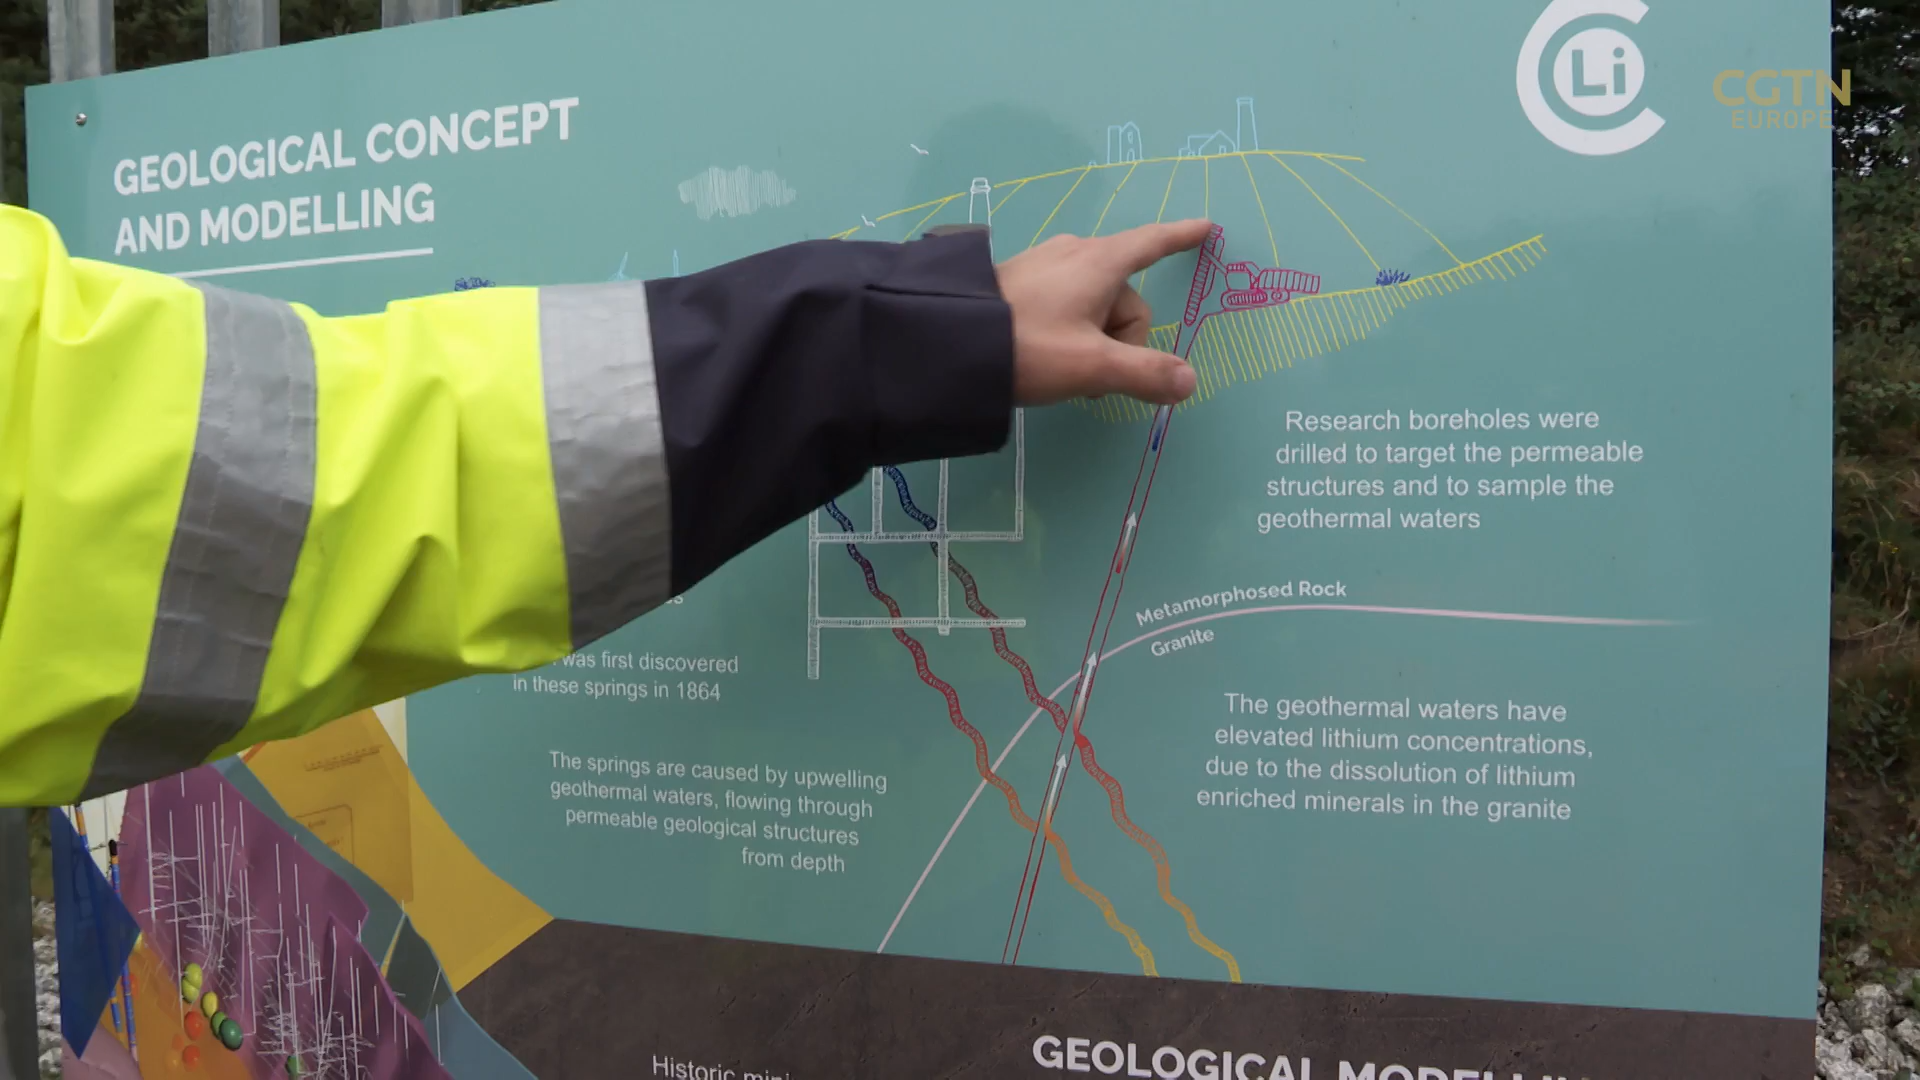 GEOLOGICAL CONCEPT
AND MODELLING
Li
CGTN
EUROPE
Research boreholes were
drilled to target the permeable
structures and to sample the
geothermal waters
Metamorphosed Rock
Granite
was first discovered
in these springs in 1864
The springs are caused by upwelling
geothermal waters, flowing through
permeable geological structures
from depth
The geothermal waters have
elevated lithium concentrations,
due to the dissolution of lithium
enriched minerals in the granite
Historic
GEOLOGICAL